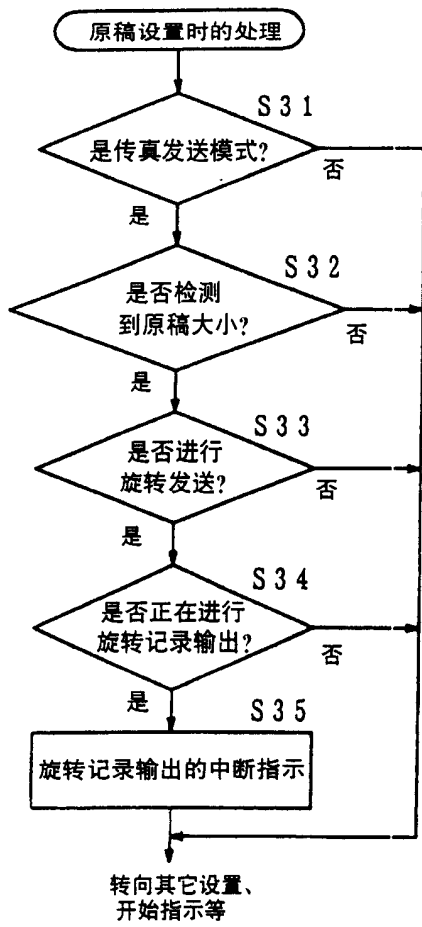 原稿设置时的处理
S31
是传真发送模式?
否
是
S32
是否检测
到原稿大小?
否
是
S33
是否进行
旋转发送?
否
是
S34
是否正在进行
旋转记录输出?
否
是
S35
旋转记录输出的中断指示
转向其它设置、
开始指示等